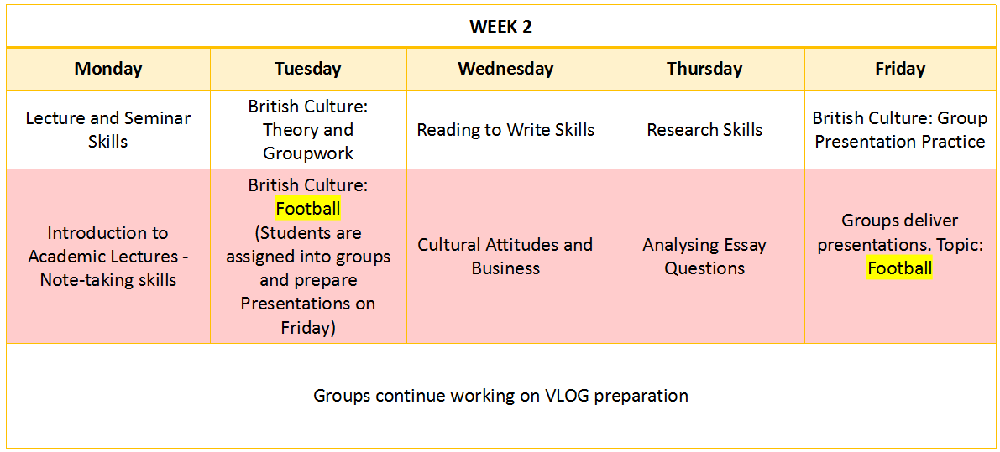 WEEK 2
Monday
Tuesday
Wednesday
Thursday
Friday
Lecture and Seminar
Skills
British Culture:
Theory and
Groupwork
Reading to Write Skills
Research Skills
British Culture: Group
Presentation Practice
Introduction to
Academic Lectures -
Note-taking skills
British Culture:
Football
(Students are
assigned into groups
and prepare
Presentations on
Friday)
Cultural Attitudes and
Business
Analysing Essay
Questions
Groups deliver
presentations. Topic:
Football
Groups continue working on VLOG preparation